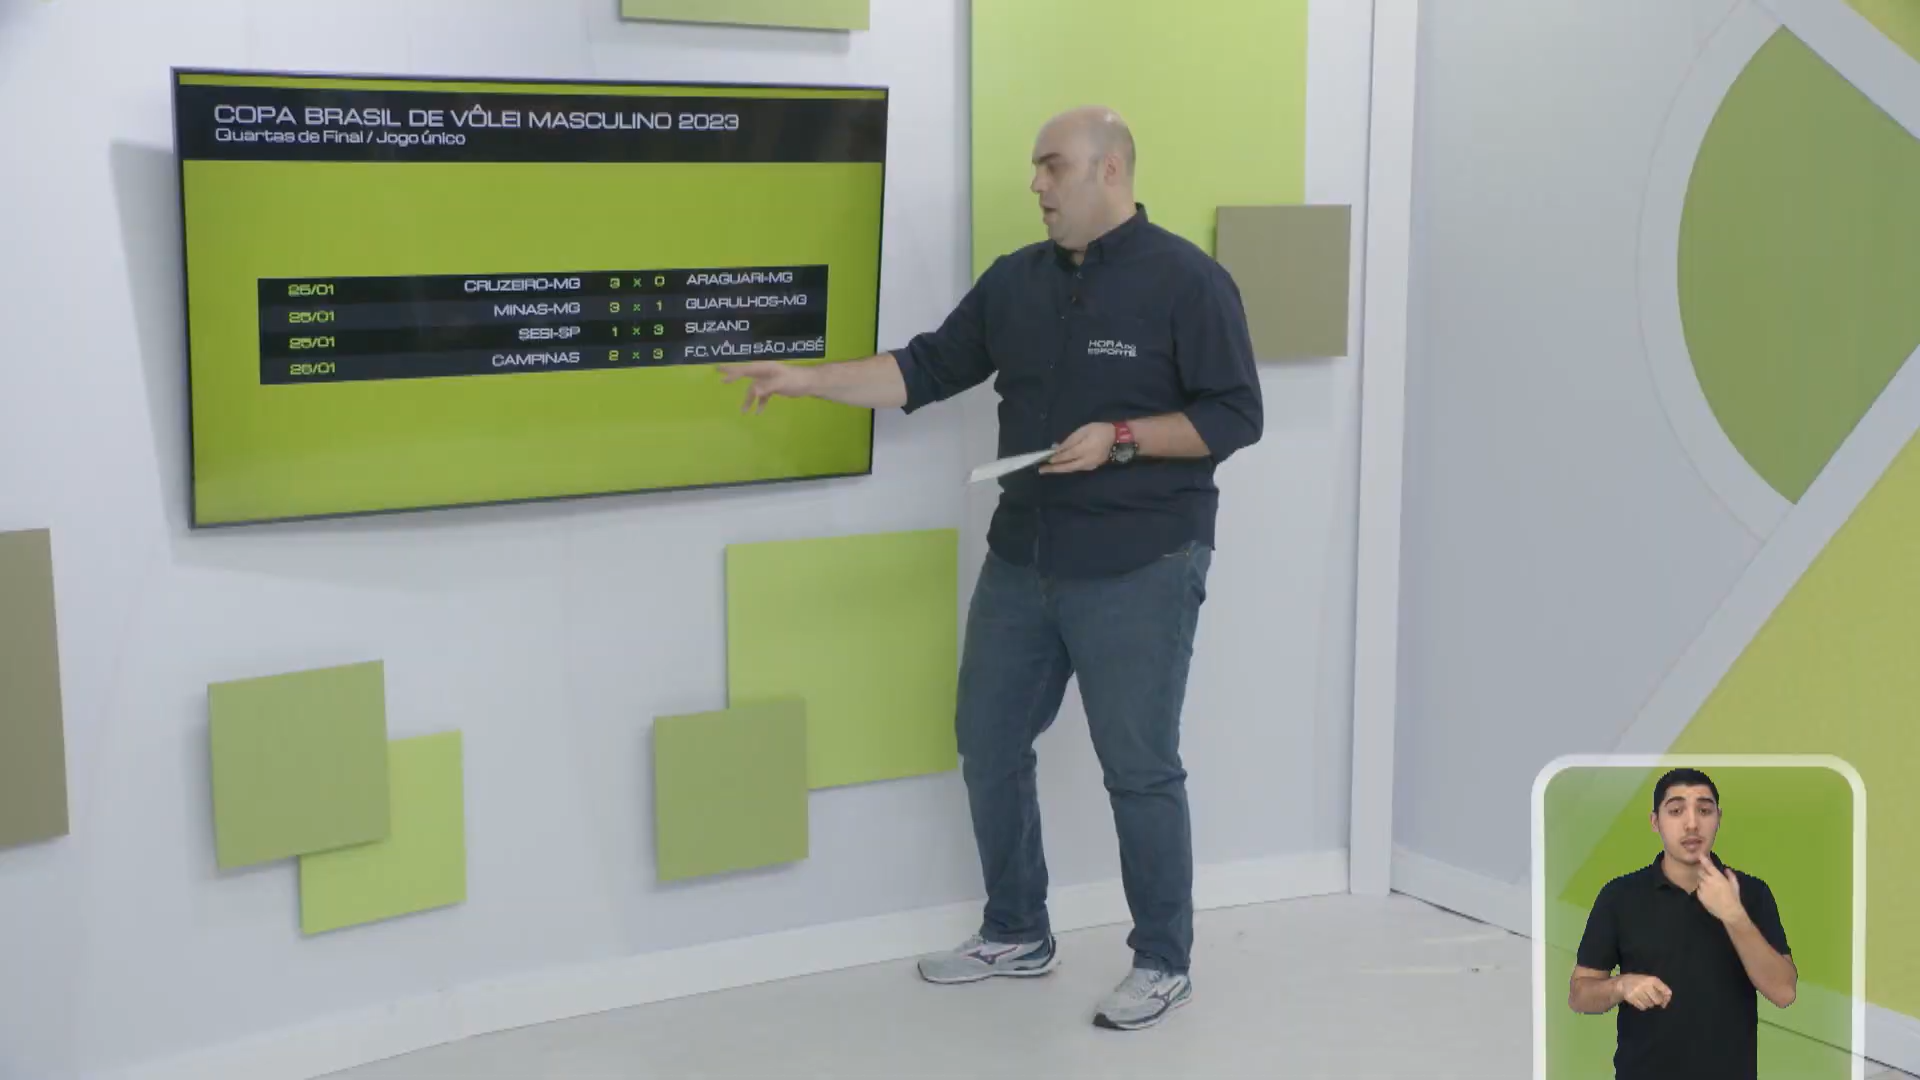 COPA BRASIL DE VÔLEI MASCULINO 2023
Quartas de Final / Jogo único
25/01 CRUZEIRO-MG 3 x 0 ARAGUARI-MG
25/01 MINAS-MG 3 x 1 GUARULHOS-MG
25/01 SESI-SP 1 x 3 SUZANO
26/01 CAMPINAS 2 x 3 F.C. VÔLEI SÃO JOSÉ
HORA DO
ESPORTE